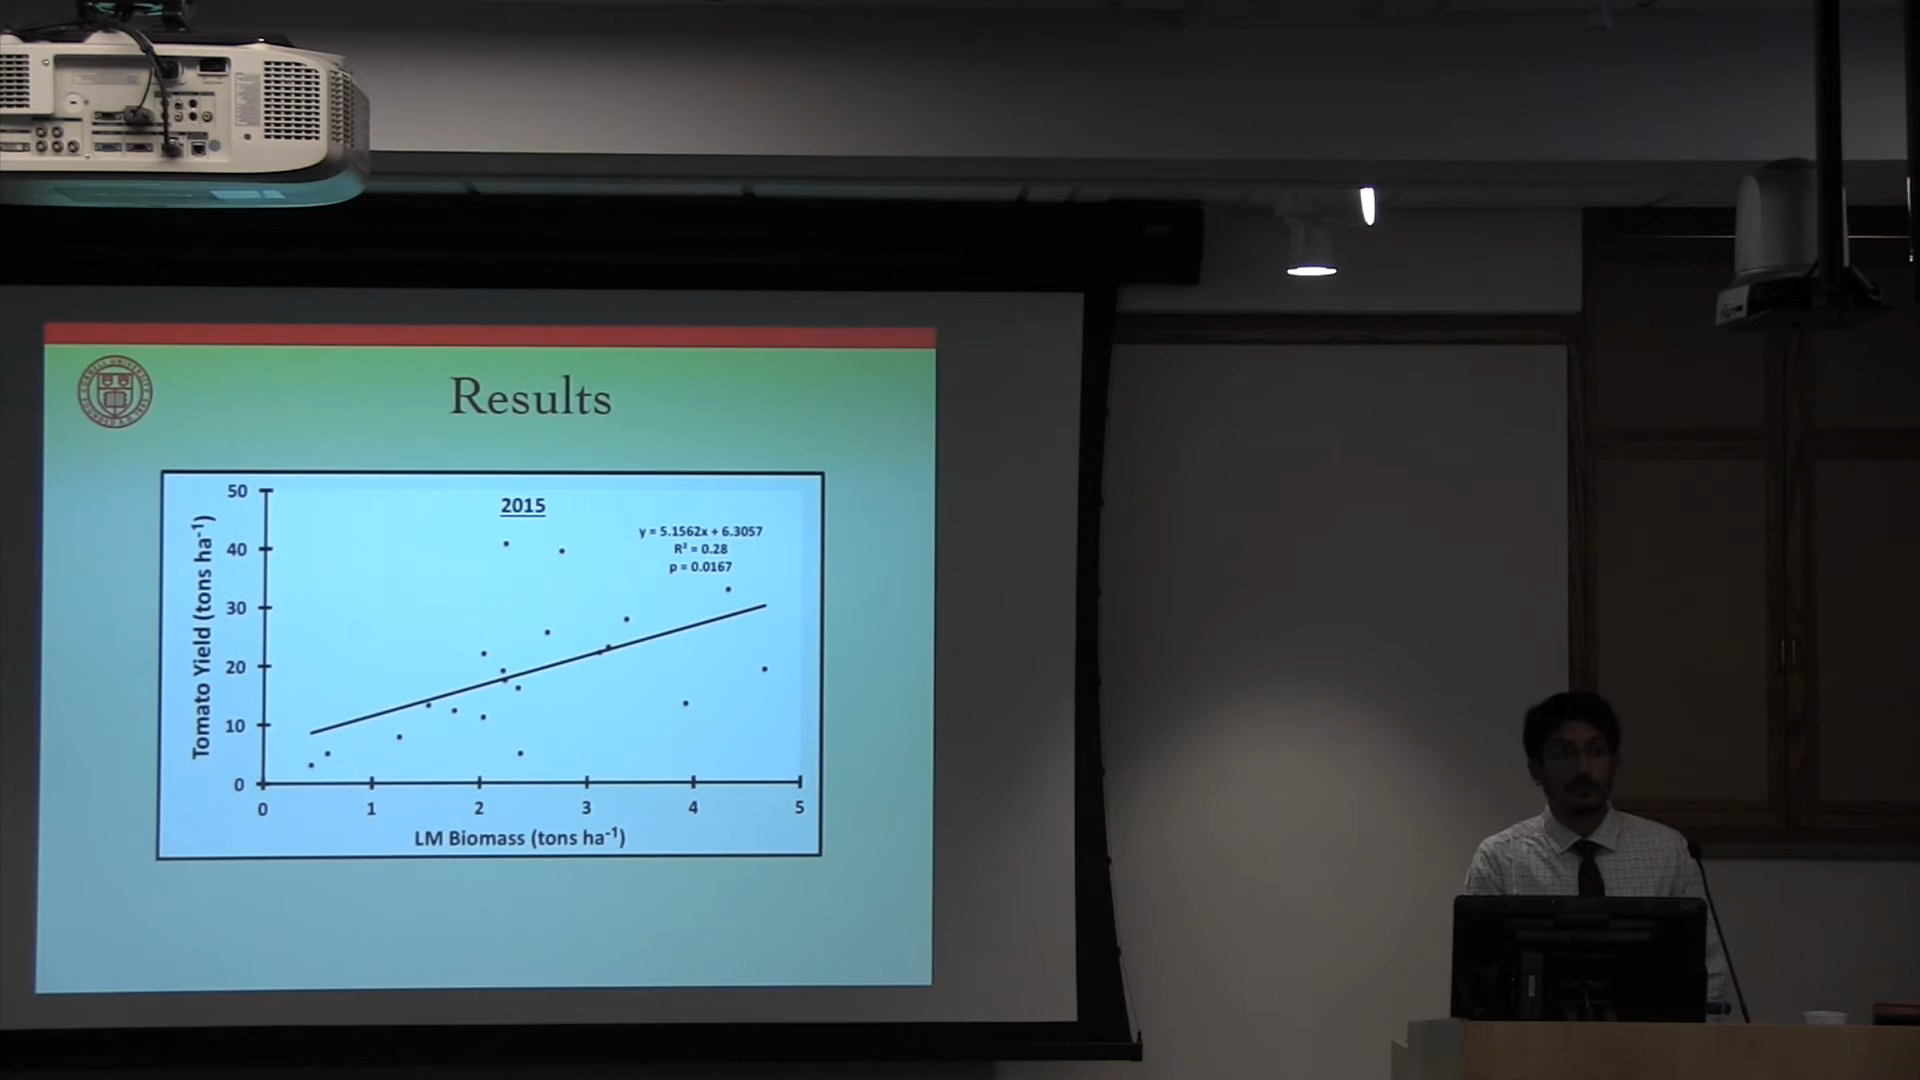 Results
2015
y = 5.1562x + 6.3057
R² = 0.28
p = 0.0167
Tomato Yield (tons ha⁻¹)
50
40
30
20
10
0
0 1 2 3 4 5
LM Biomass (tons ha⁻¹)